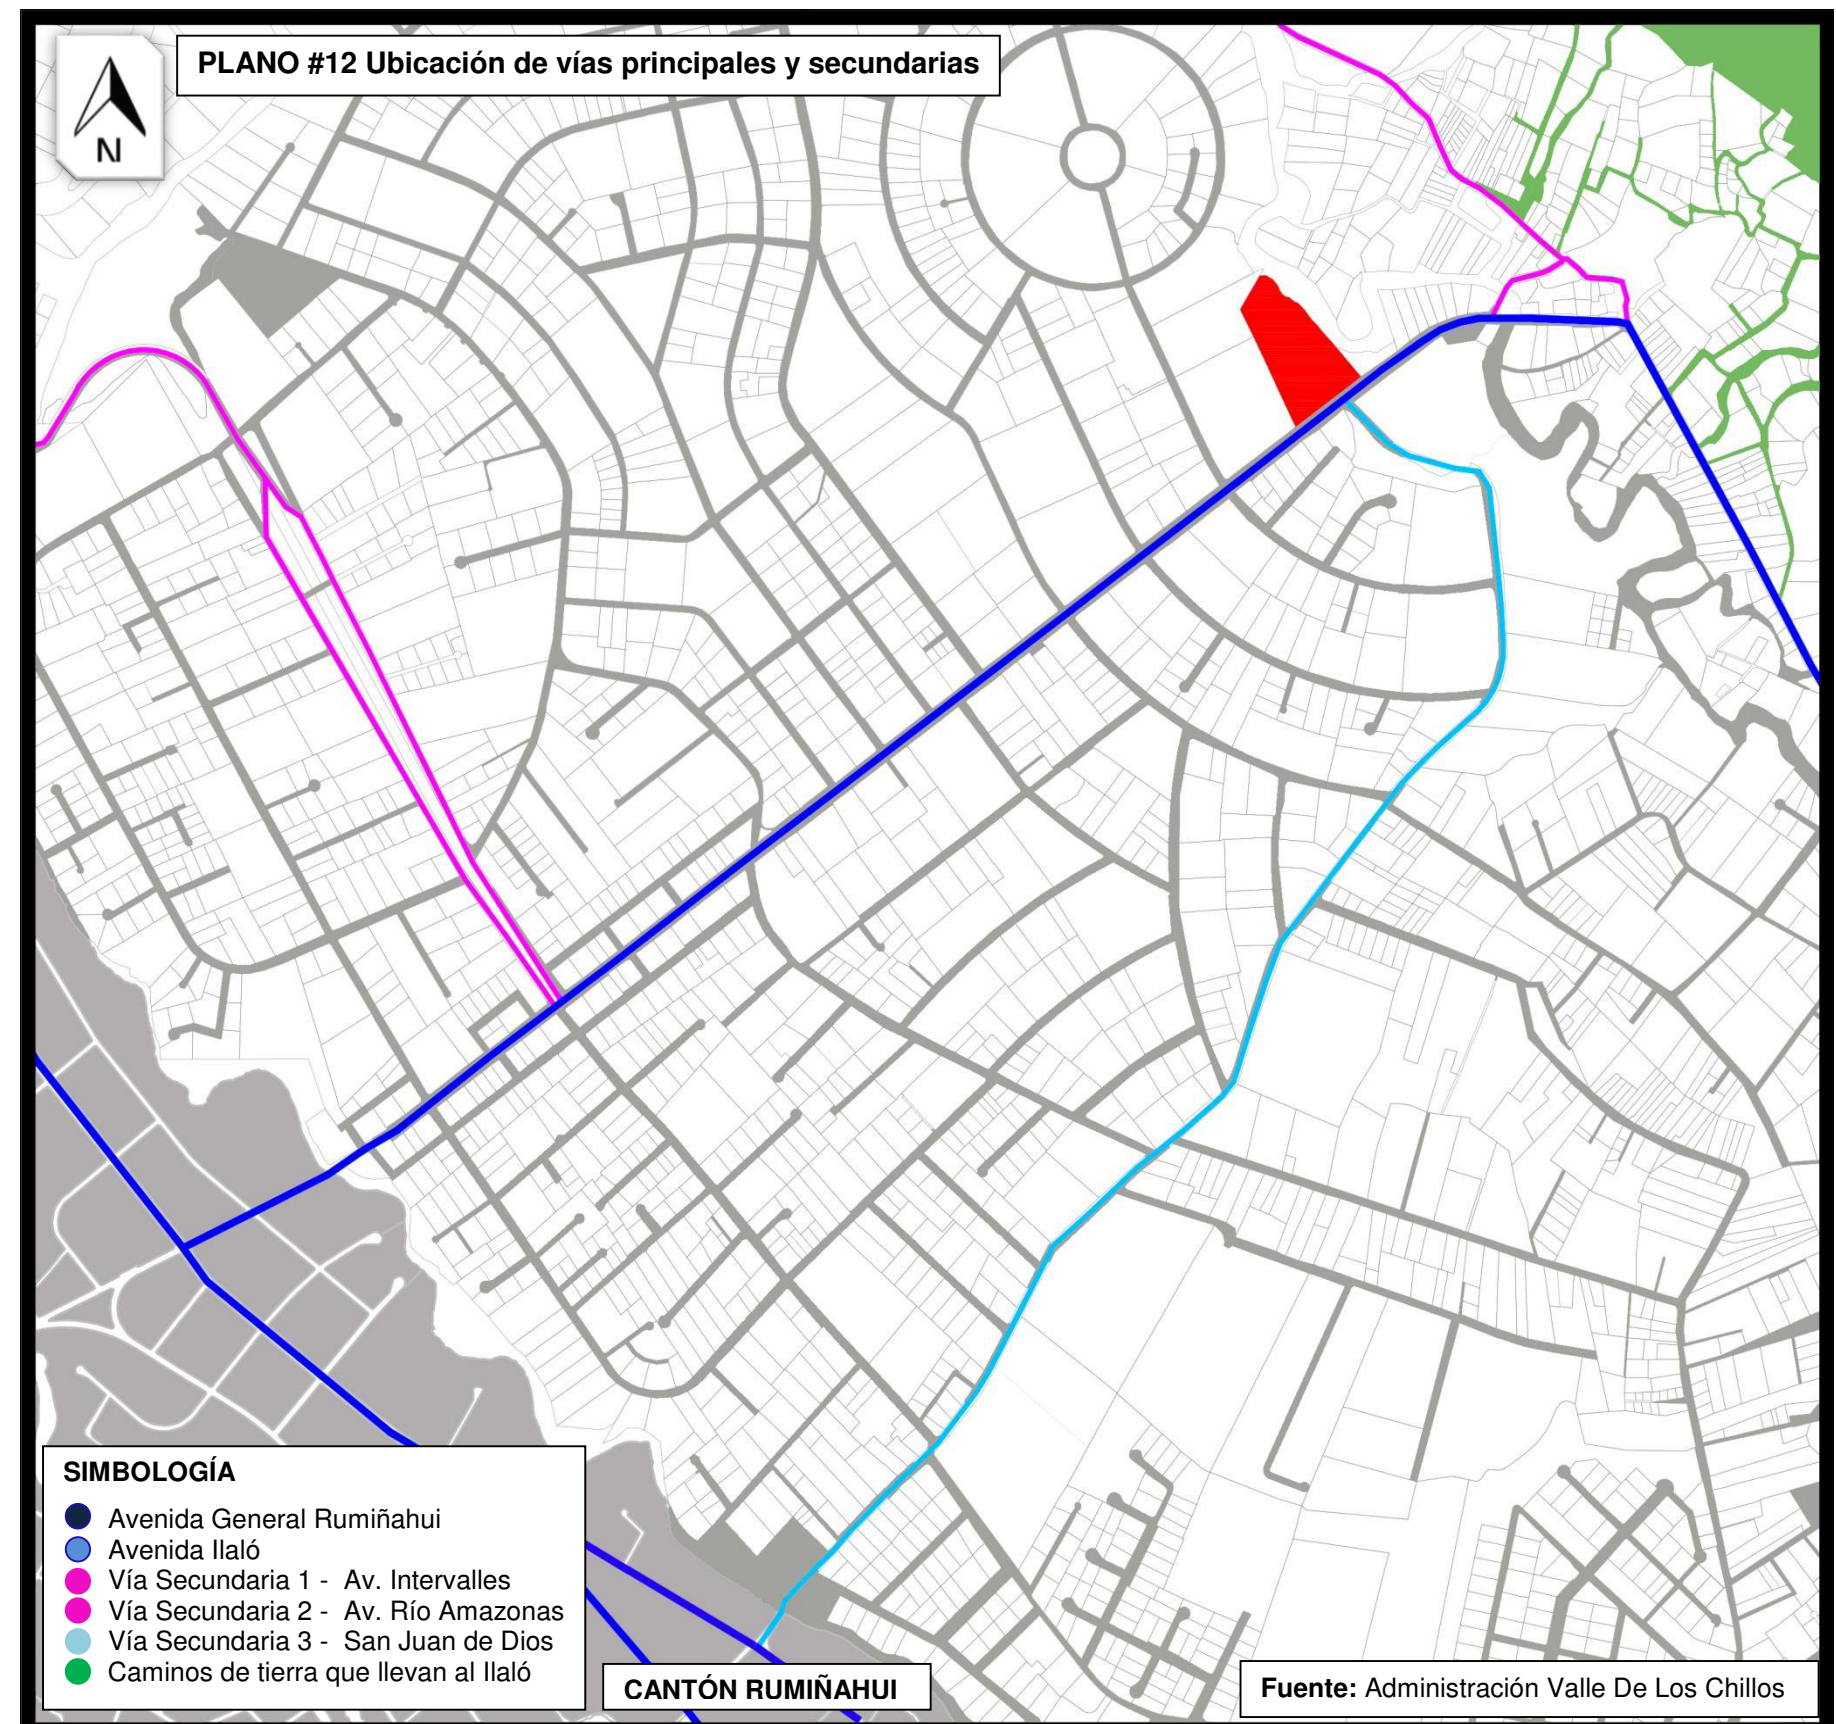 PLANO #12 Ubicación de vías principales y secundarias
N
SIMBOLOGÍA
Avenida General Rumiñahui
Avenida Ilaló
Vía Secundaria 1 - Av. Intervalles
Vía Secundaria 2 - Av. Río Amazonas
Vía Secundaria 3 - San Juan de Dios
Caminos de tierra que llevan al Ilaló
CANTÓN RUMIÑAHUI
Fuente: Administración Valle De Los Chillos